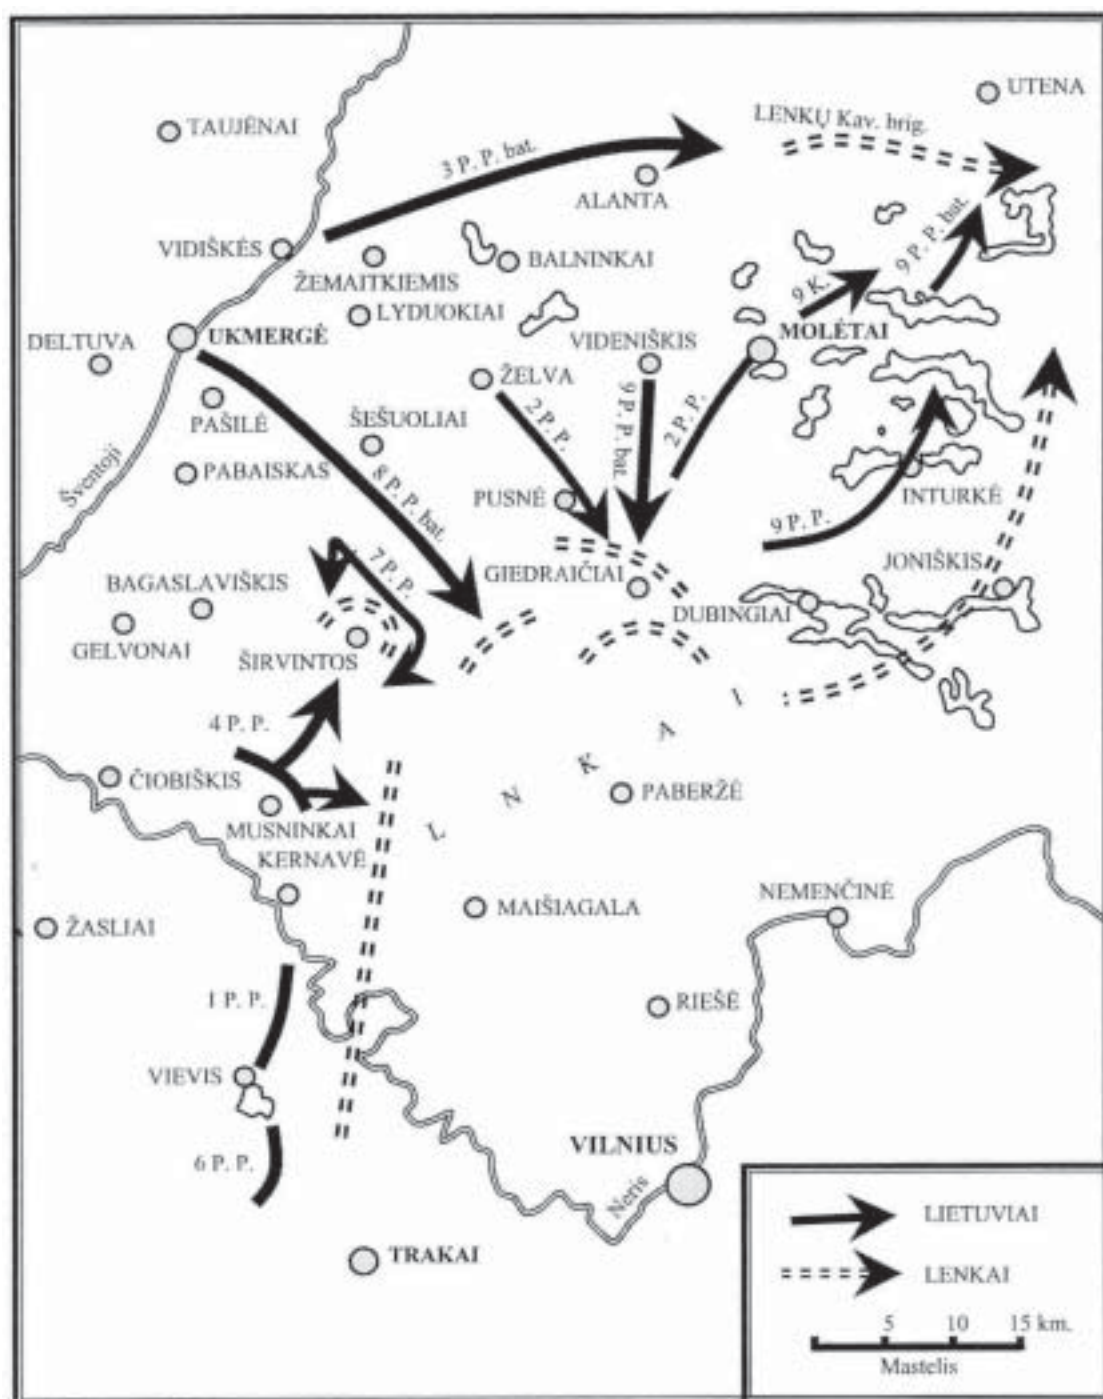 UTENA
LENKŲ Kav. brig.
TAUJĖNAI
3 P. P. bat.
ALANTA
VIDIŠKĖS
BALNINKAI
ŽEMAITKIEMIS
9 P. P. bat.
9 K.
LYDUOKIAI
UKMERGĖ
DELTUVA
VIDENIŠKIS
MOLĖTAI
ŽELVA
PAŠILĖ
ŠEŠUOLIAI
2 P. P.
9 P. P. bat.
2 P. P.
Šventoji
PABAISKAS
8 P. P. bat.
PUSNĖ
INTURKĖ
9 P. P.
7 P. P.
BAGASLAVIŠKIS
GIEDRAIČIAI
JONIŠKIS
DUBINGIAI
GELVONAI
ŠIRVINTOS
4 P. P.
L N K A I
ČIOBIŠKIS
PABERŽĖ
MUSNINKAI
KERNAVĖ
NEMENČINĖ
MAIŠIAGALA
ŽASLIAI
1 P. P.
RIEŠĖ
VIEVIS
VILNIUS
6 P. P.
Neris
TRAKAI
LIETUVIAI
LENKAI
5 10 15 km.
Mastelis